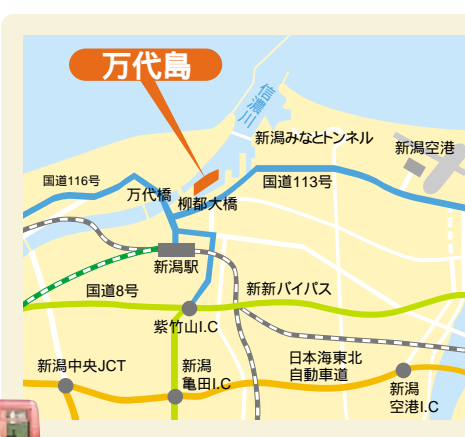 万代島
信濃川
新潟みなとトンネル
新潟空港
国道116号
国道113号
万代橋
柳都大橋
新潟駅
国道8号
新新バイパス
紫竹山I.C
新潟中央JCT
新潟
亀田I.C
日本海東北
自動車道
新潟
空港I.C